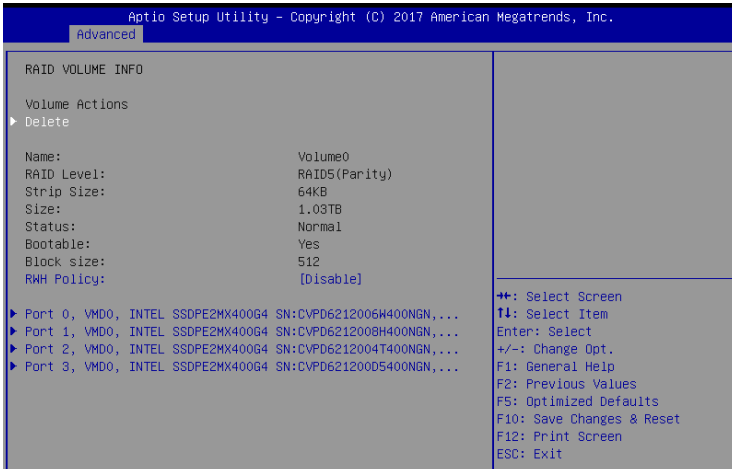 Aptio Setup Utility – Copyright (C) 2017 American Megatrends, Inc.
Advanced
RAID VOLUME INFO
Volume Actions
Delete
Name: Volume0
RAID Level: RAID5(Parity)
Strip Size: 64KB
Size: 1.03TB
Status: Normal
Bootable: Yes
Block size: 512
RWH Policy: [Disable]
Port 0, VMD0, INTEL SSDPE2MX400G4 SN:CVPD6212006W400NGN,...
Port 1, VMD0, INTEL SSDPE2MX400G4 SN:CVPD6212008H400NGN,...
Port 2, VMD0, INTEL SSDPE2MX400G4 SN:CVPD6212004T400NGN,...
Port 3, VMD0, INTEL SSDPE2MX400G4 SN:CVPD621200D5400NGN,...
→←: Select Screen
↑↓: Select Item
Enter: Select
+/-: Change Opt.
F1: General Help
F2: Previous Values
F5: Optimized Defaults
F10: Save Changes & Reset
F12: Print Screen
ESC: Exit